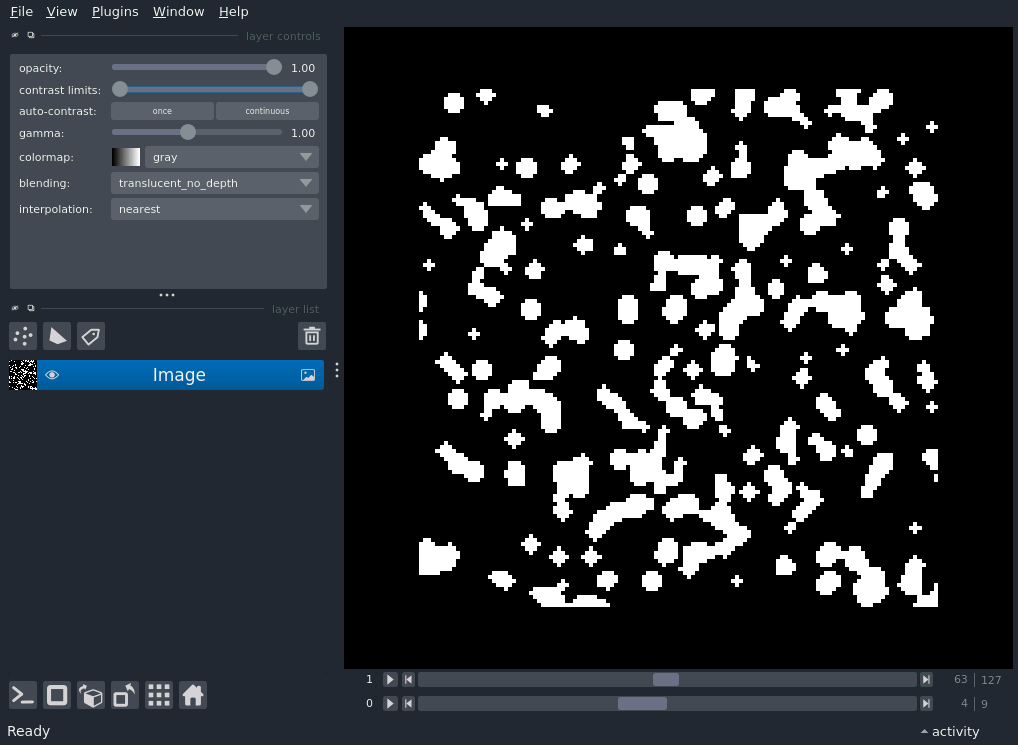 File View Plugins Window Help
layer controls
opacity: 1.00
contrast limits:
auto-contrast: once continuous
gamma: 1.00
colormap: gray
blending: translucent_no_depth
interpolation: nearest
layer list
Image
1 63 127
0 4 9
Ready activity